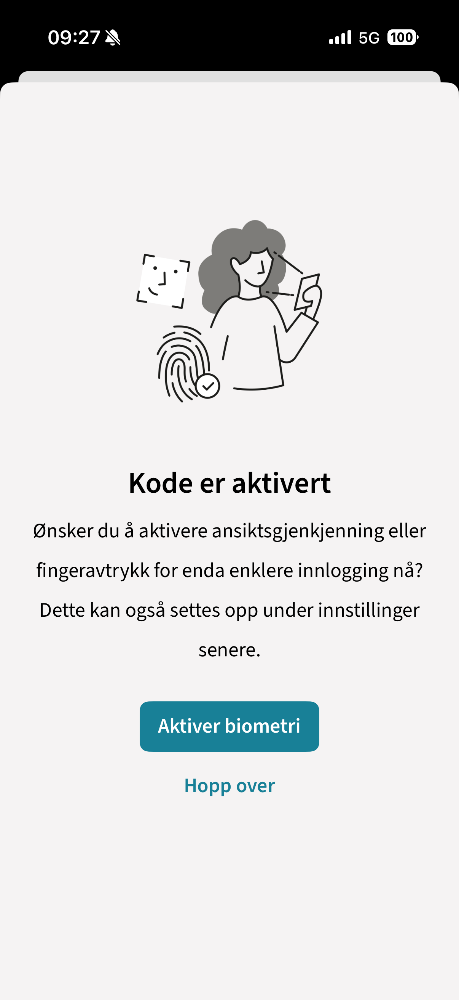 09:27
5G
100
Kode er aktivert
Ønsker du å aktivere ansiktsgjenkjenning eller
fingeravtrykk for enda enklere innlogging nå?
Dette kan også settes opp under innstillinger
senere.
Aktiver biometri
Hopp over